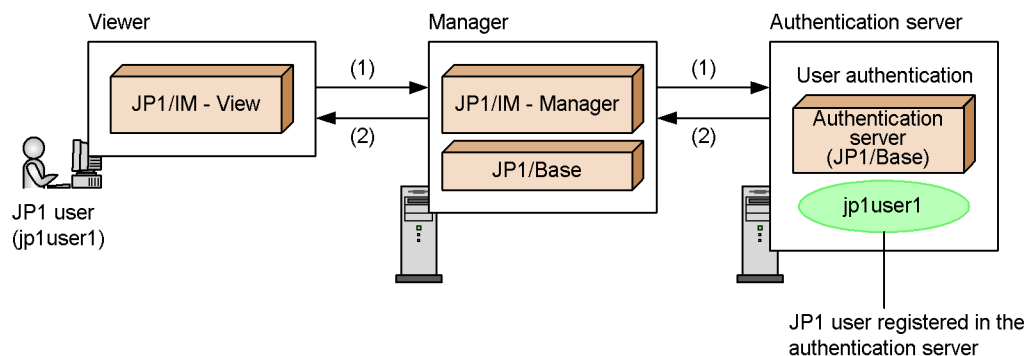 Viewer
Manager
Authentication server
JP1/IM - View
(1)
(2)
JP1/IM - Manager
JP1/Base
(1)
(2)
User authentication
Authentication
server
(JP1/Base)
jp1user1
JP1 user
(jp1user1)
JP1 user registered in the
authentication server